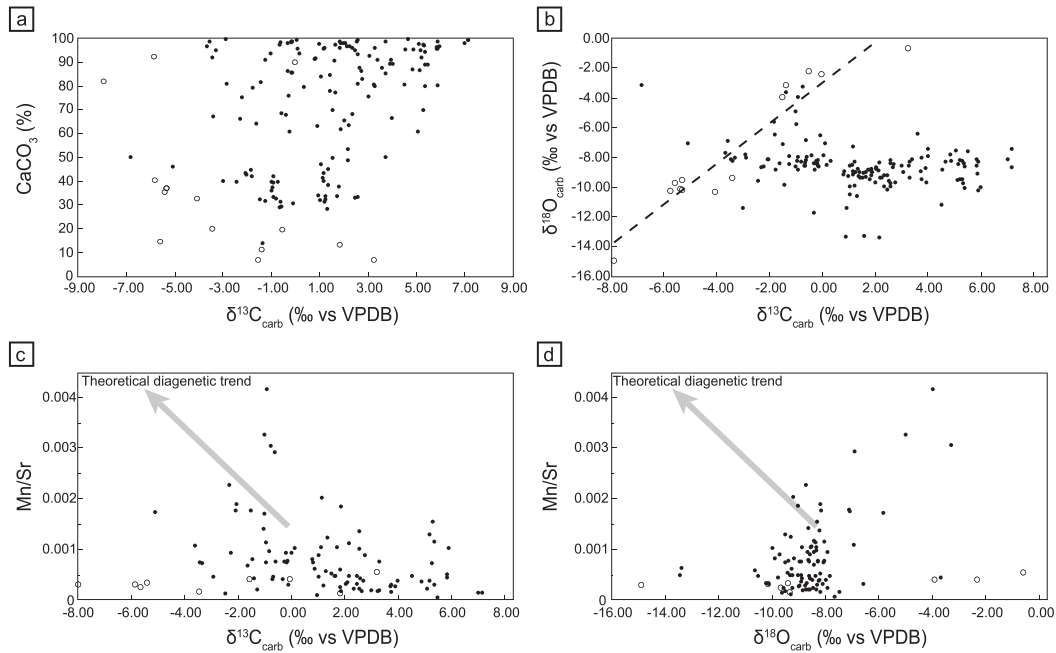 a
100
90
80
70
60
50
40
30
20
10
0
CaCO₃ (%)
-9.00 -7.00 -5.00 -3.00 -1.00 1.00 3.00 5.00 7.00 9.00
δ¹³Ccarb (‰ vs VPDB)
b
0.00
-2.00
-4.00
-6.00
-8.00
-10.00
-12.00
-14.00
-16.00
δ¹⁸Ocarb (‰ vs VPDB)
-8.00 -6.00 -4.00 -2.00 0.00 2.00 4.00 6.00 8.00
δ¹³Ccarb (‰ vs VPDB)
c
Theoretical diagenetic trend
0.004
0.003
0.002
0.001
0
Mn/Sr
-8.00 -6.00 -4.00 -2.00 0.00 2.00 4.00 6.00 8.00
δ¹³Ccarb (‰ vs VPDB)
d
Theoretical diagenetic trend
0.004
0.003
0.002
0.001
0
Mn/Sr
-16.00 -14.00 -12.00 -10.00 -8.00 -6.00 -4.00 -2.00 0.00
δ¹⁸Ocarb (‰ vs VPDB)